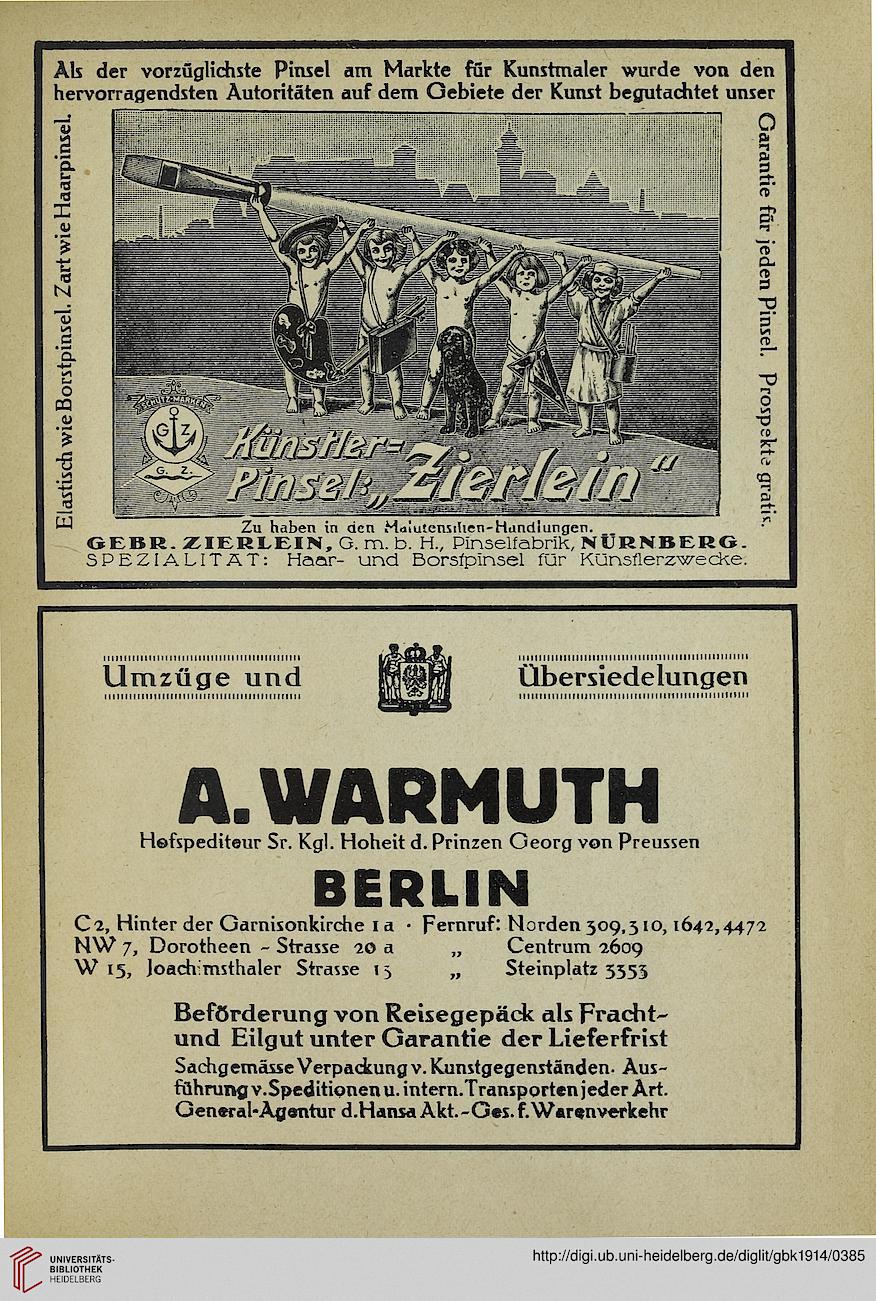 Als der vorzüglichste Pinsel am Markte für Kunstmaler wurde von den
hervorragendsten Autoritäten auf dem Gebiete der Kunst begutachtet unser
Elastisch wie Borstpinsel. Zart wie Haarpinsel.
Garantie für jeden Pinsel. Prospekte gratis.
SCHUTZ-MARKEN
G Z
G. Z.
Künstler-
Pinsel: „Zierlein"
Zu haben in den Malutensilien-Handlungen.
GEBR. ZIERLEIN, G. m. b. H., Pinselfabrik, NÜRNBERG.
SPEZIALITÄT: Haar- und Borstpinsel für Künstlerzwecke.
Umzüge und Übersiedelungen
A. WARMUTH
Hofspediteur Sr. Kgl. Hoheit d. Prinzen Georg von Preussen
BERLIN
C 2, Hinter der Garnisonkirche 1 a · Fernruf: Norden 309, 310, 1642, 4472
NW 7, Dorotheen - Strasse 20 a „ Centrum 2609
W 15, Joachimsthaler Strasse 13 „ Steinplatz 3353
Beförderung von Reisegepäck als Fracht-
und Eilgut unter Garantie der Lieferfrist
Sachgemässe Verpackung v. Kunstgegenständen. Aus-
führung v. Speditionen u. intern. Transporten jeder Art.
General-Agentur d. Hansa Akt.-Ges. f. Warenverkehr
UNIVERSITÄTS-
BIBLIOTHEK
HEIDELBERG
http://digi.ub.uni-heidelberg.de/diglit/gbk1914/0385